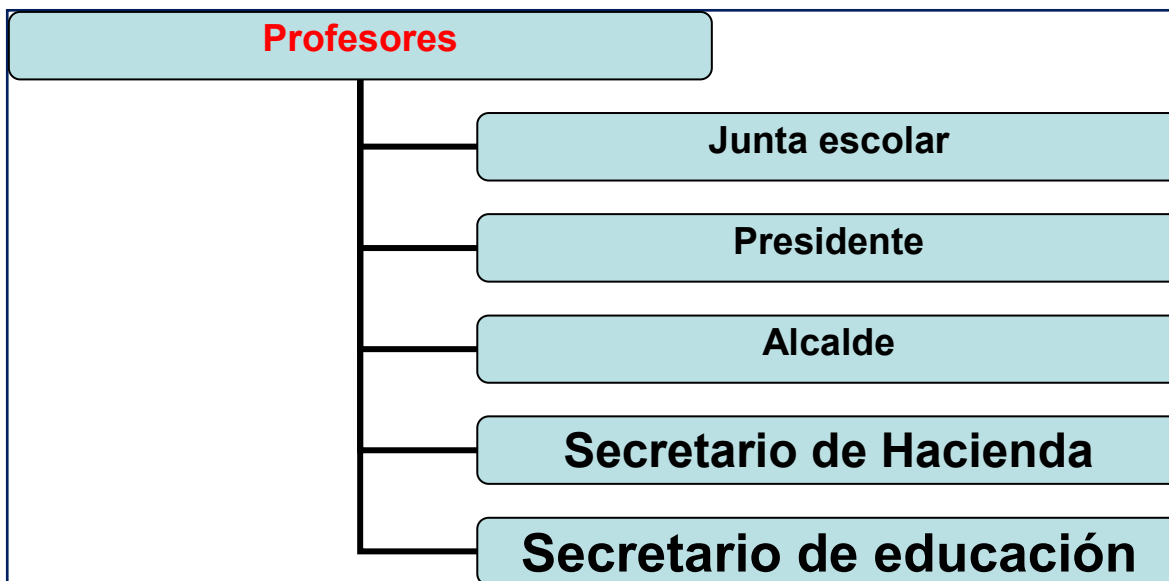 Profesores
Junta escolar
Presidente
Alcalde
Secretario de Hacienda
Secretario de educación